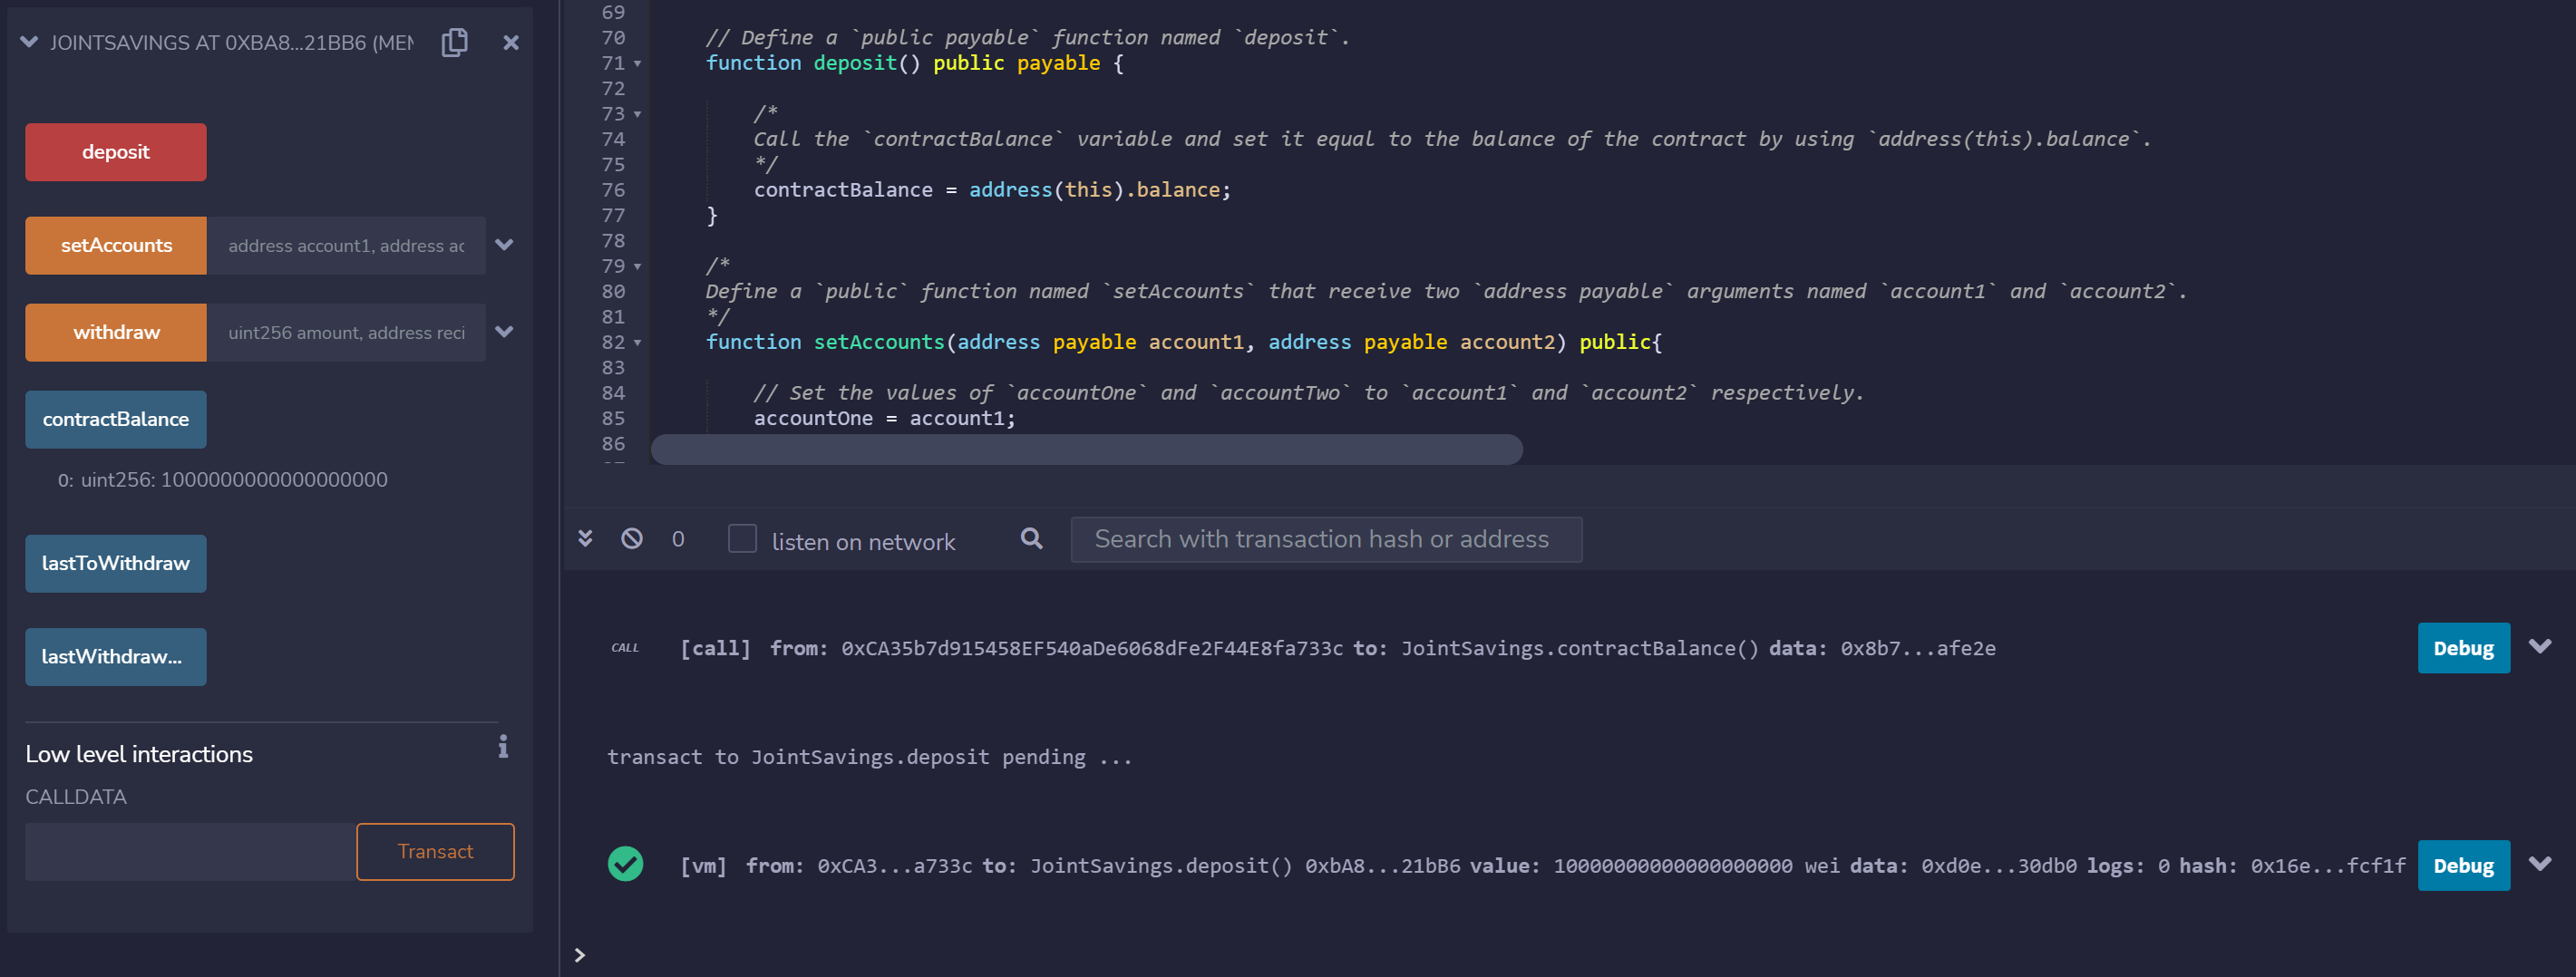 JOINTSAVINGS AT 0XBA8...21BB6 (MEM
deposit
setAccounts address account1, address ac
withdraw uint256 amount, address reci
contractBalance
0: uint256: 1000000000000000000
lastToWithdraw
lastWithdraw...
Low level interactions
CALLDATA
Transact
69
70 // Define a `public payable` function named `deposit`.
71 function deposit() public payable {
72
73 /*
74 Call the `contractBalance` variable and set it equal to the balance of the contract by using `address(this).balance`.
75 */
76 contractBalance = address(this).balance;
77 }
78
79 /*
80 Define a `public` function named `setAccounts` that receive two `address payable` arguments named `account1` and `account2`.
81 */
82 function setAccounts(address payable account1, address payable account2) public{
83
84 // Set the values of `accountOne` and `accountTwo` to `account1` and `account2` respectively.
85 accountOne = account1;
86
0 listen on network Search with transaction hash or address
CALL [call] from: 0xCA35b7d915458EF540aDe6068dFe2F44E8fa733c to: JointSavings.contractBalance() data: 0x8b7...afe2e Debug
transact to JointSavings.deposit pending ...
[vm] from: 0xCA3...a733c to: JointSavings.deposit() 0xbA8...21bB6 value: 10000000000000000000 wei data: 0xd0e...30db0 logs: 0 hash: 0x16e...fcf1f Debug
>